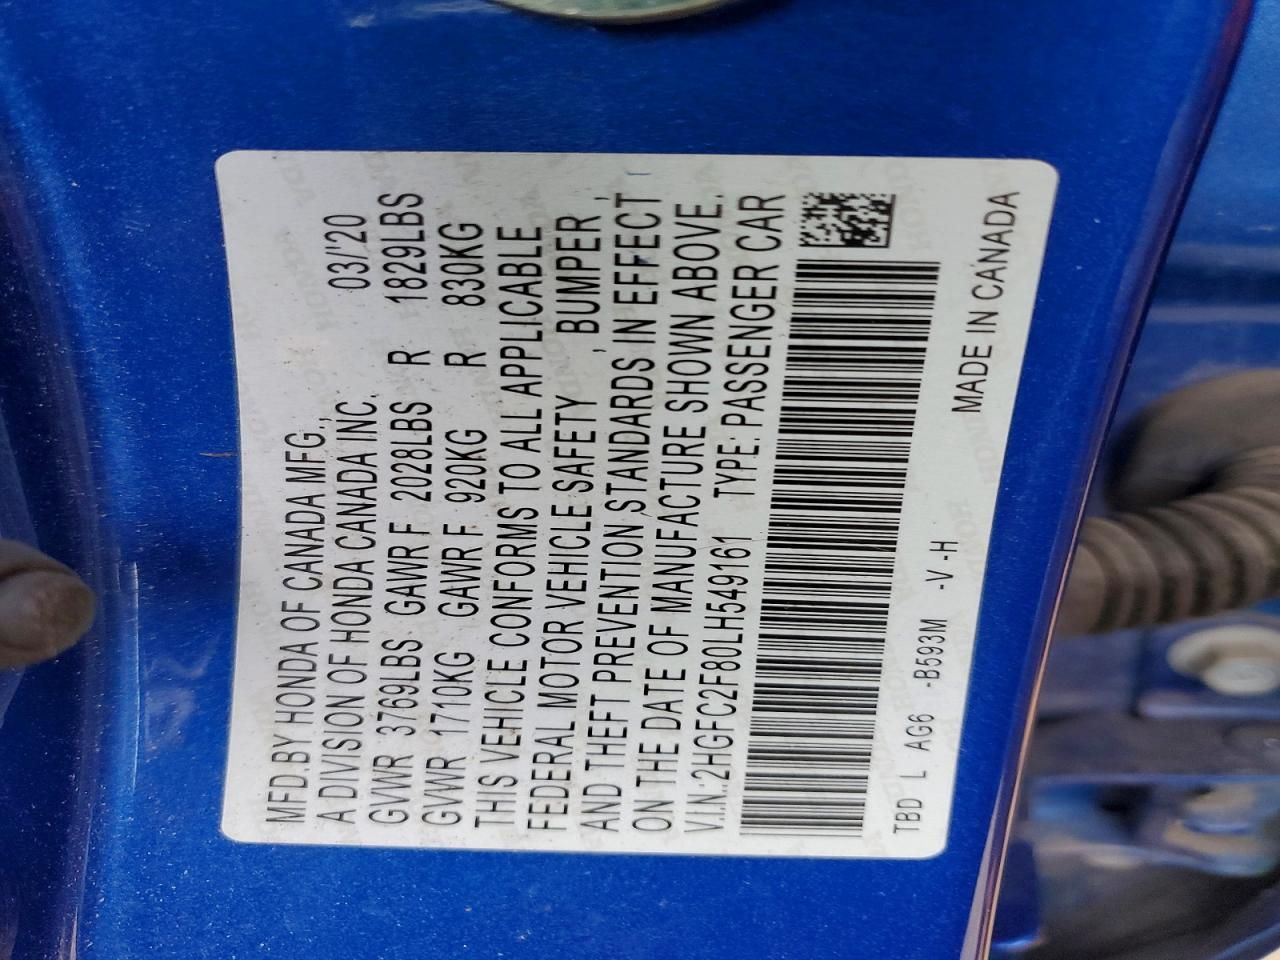 MFD.BY HONDA OF CANADA MFG.,
A DIVISION OF HONDA CANADA INC. 03/'20
GVWR 3769LBS GAWR F 2028LBS R 1829LBS
GVWR 1710KG GAWR F 920KG R 830KG
THIS VEHICLE CONFORMS TO ALL APPLICABLE
FEDERAL MOTOR VEHICLE SAFETY , BUMPER ,
AND THEFT PREVENTION STANDARDS IN EFFECT
ON THE DATE OF MANUFACTURE SHOWN ABOVE.
V.I.N.:2HGFC2F80LH549161 TYPE: PASSENGER CAR
TBD L AG6 -B593M -V -H
MADE IN CANADA